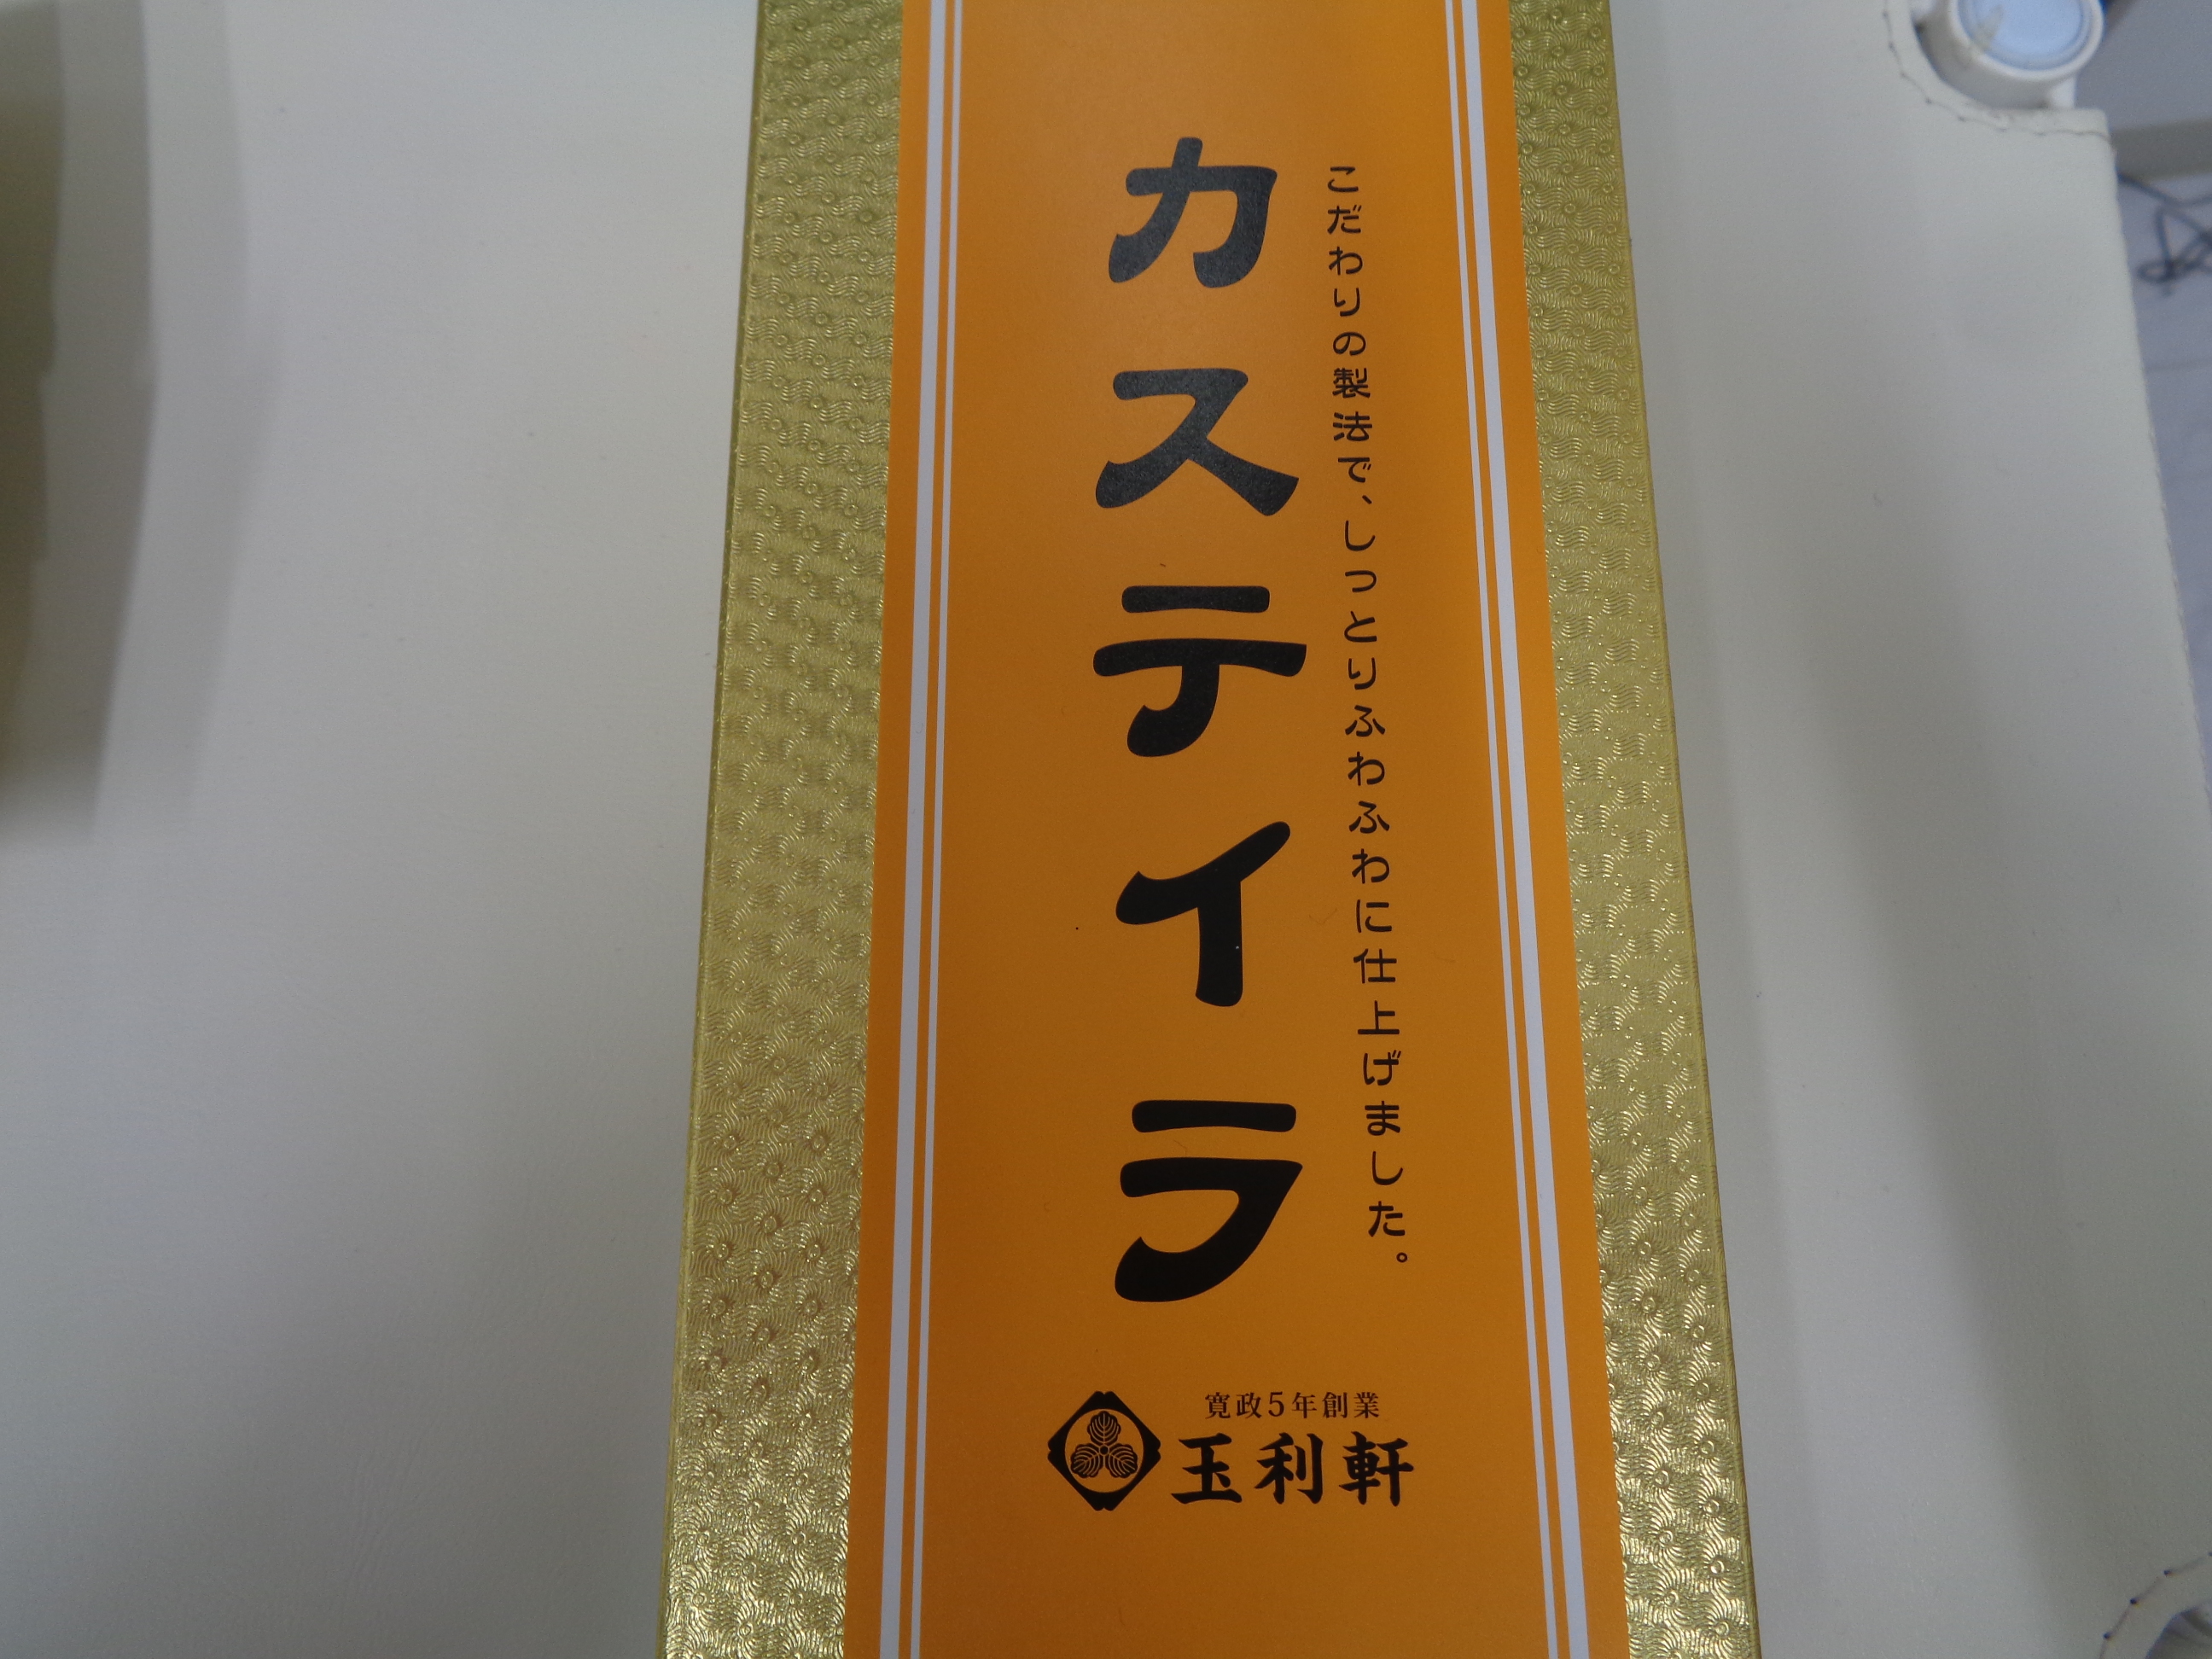 こだわりの製法で、しっとりふわふわに仕上げました。
カステイラ
寛政5年創業
玉利軒